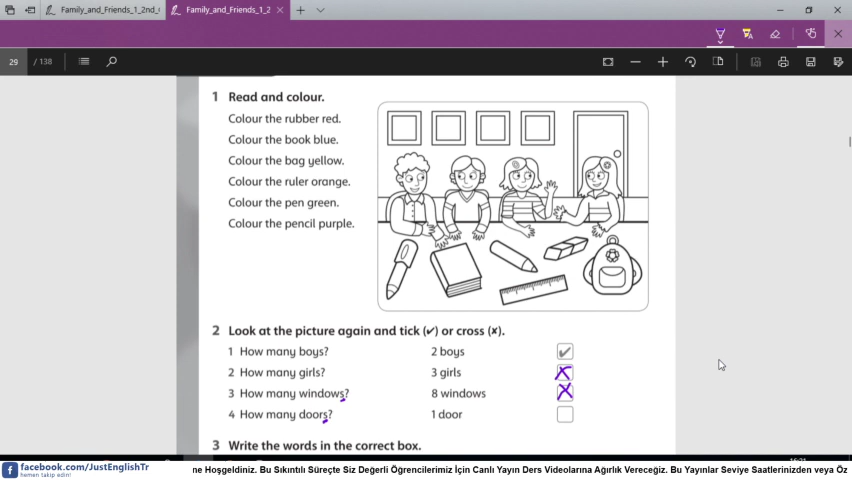 Family_and_Friends_1_2nd_
Family_and_Friends_1_2
29 / 138
1 Read and colour.
Colour the rubber red.
Colour the book blue.
Colour the bag yellow.
Colour the ruler orange.
Colour the pen green.
Colour the pencil purple.
2 Look at the picture again and tick (✔) or cross (✘).
1 How many boys? 2 boys ✔
2 How many girls? 3 girls X
3 How many windows? 8 windows X
4 How many doors? 1 door
3 Write the words in the correct box.
facebook.com/JustEnglishTr
hemen takip edin!
ne Hoşgeldiniz. Bu Sıkıntılı Süreçte Siz Değerli Öğrencilerimiz İçin Canlı Yayın Ders Videolarına Ağırlık Vereceğiz. Bu Yayınlar Seviye Saatlerinizden veya Öz